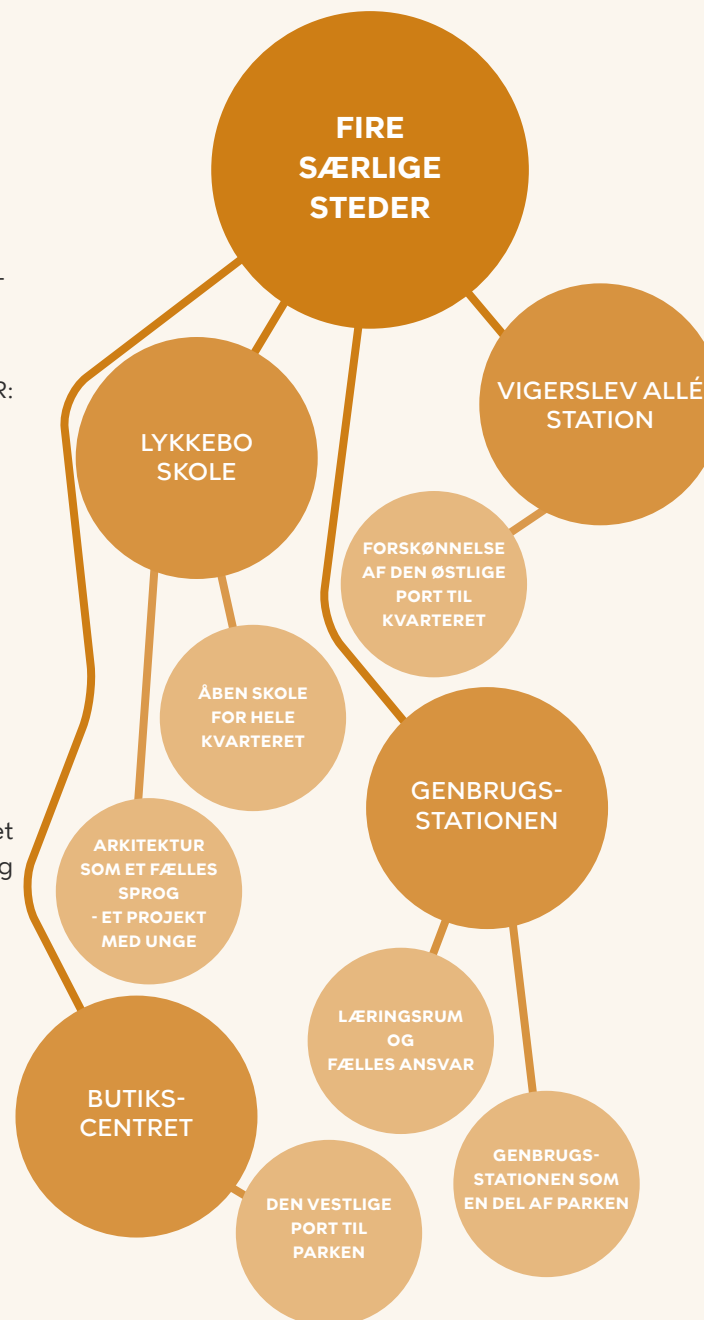 FIRE
SÆRLIGE
STEDER
-
R:
VIGERSLEV ALLÉ
STATION
LYKKEBO
SKOLE
FORSKØNNELSE
AF DEN ØSTLIGE
PORT TIL
KVARTERET
ÅBEN SKOLE
FOR HELE
KVARTERET
GENBRUGS-
STATIONEN
et
g
ARKITEKTUR
SOM ET FÆLLES
SPROG
- ET PROJEKT
MED UNGE
LÆRINGSRUM
OG
FÆLLES ANSVAR
BUTIKS-
CENTRET
GENBRUGS-
STATIONEN SOM
EN DEL AF PARKEN
DEN VESTLIGE
PORT TIL
PARKEN